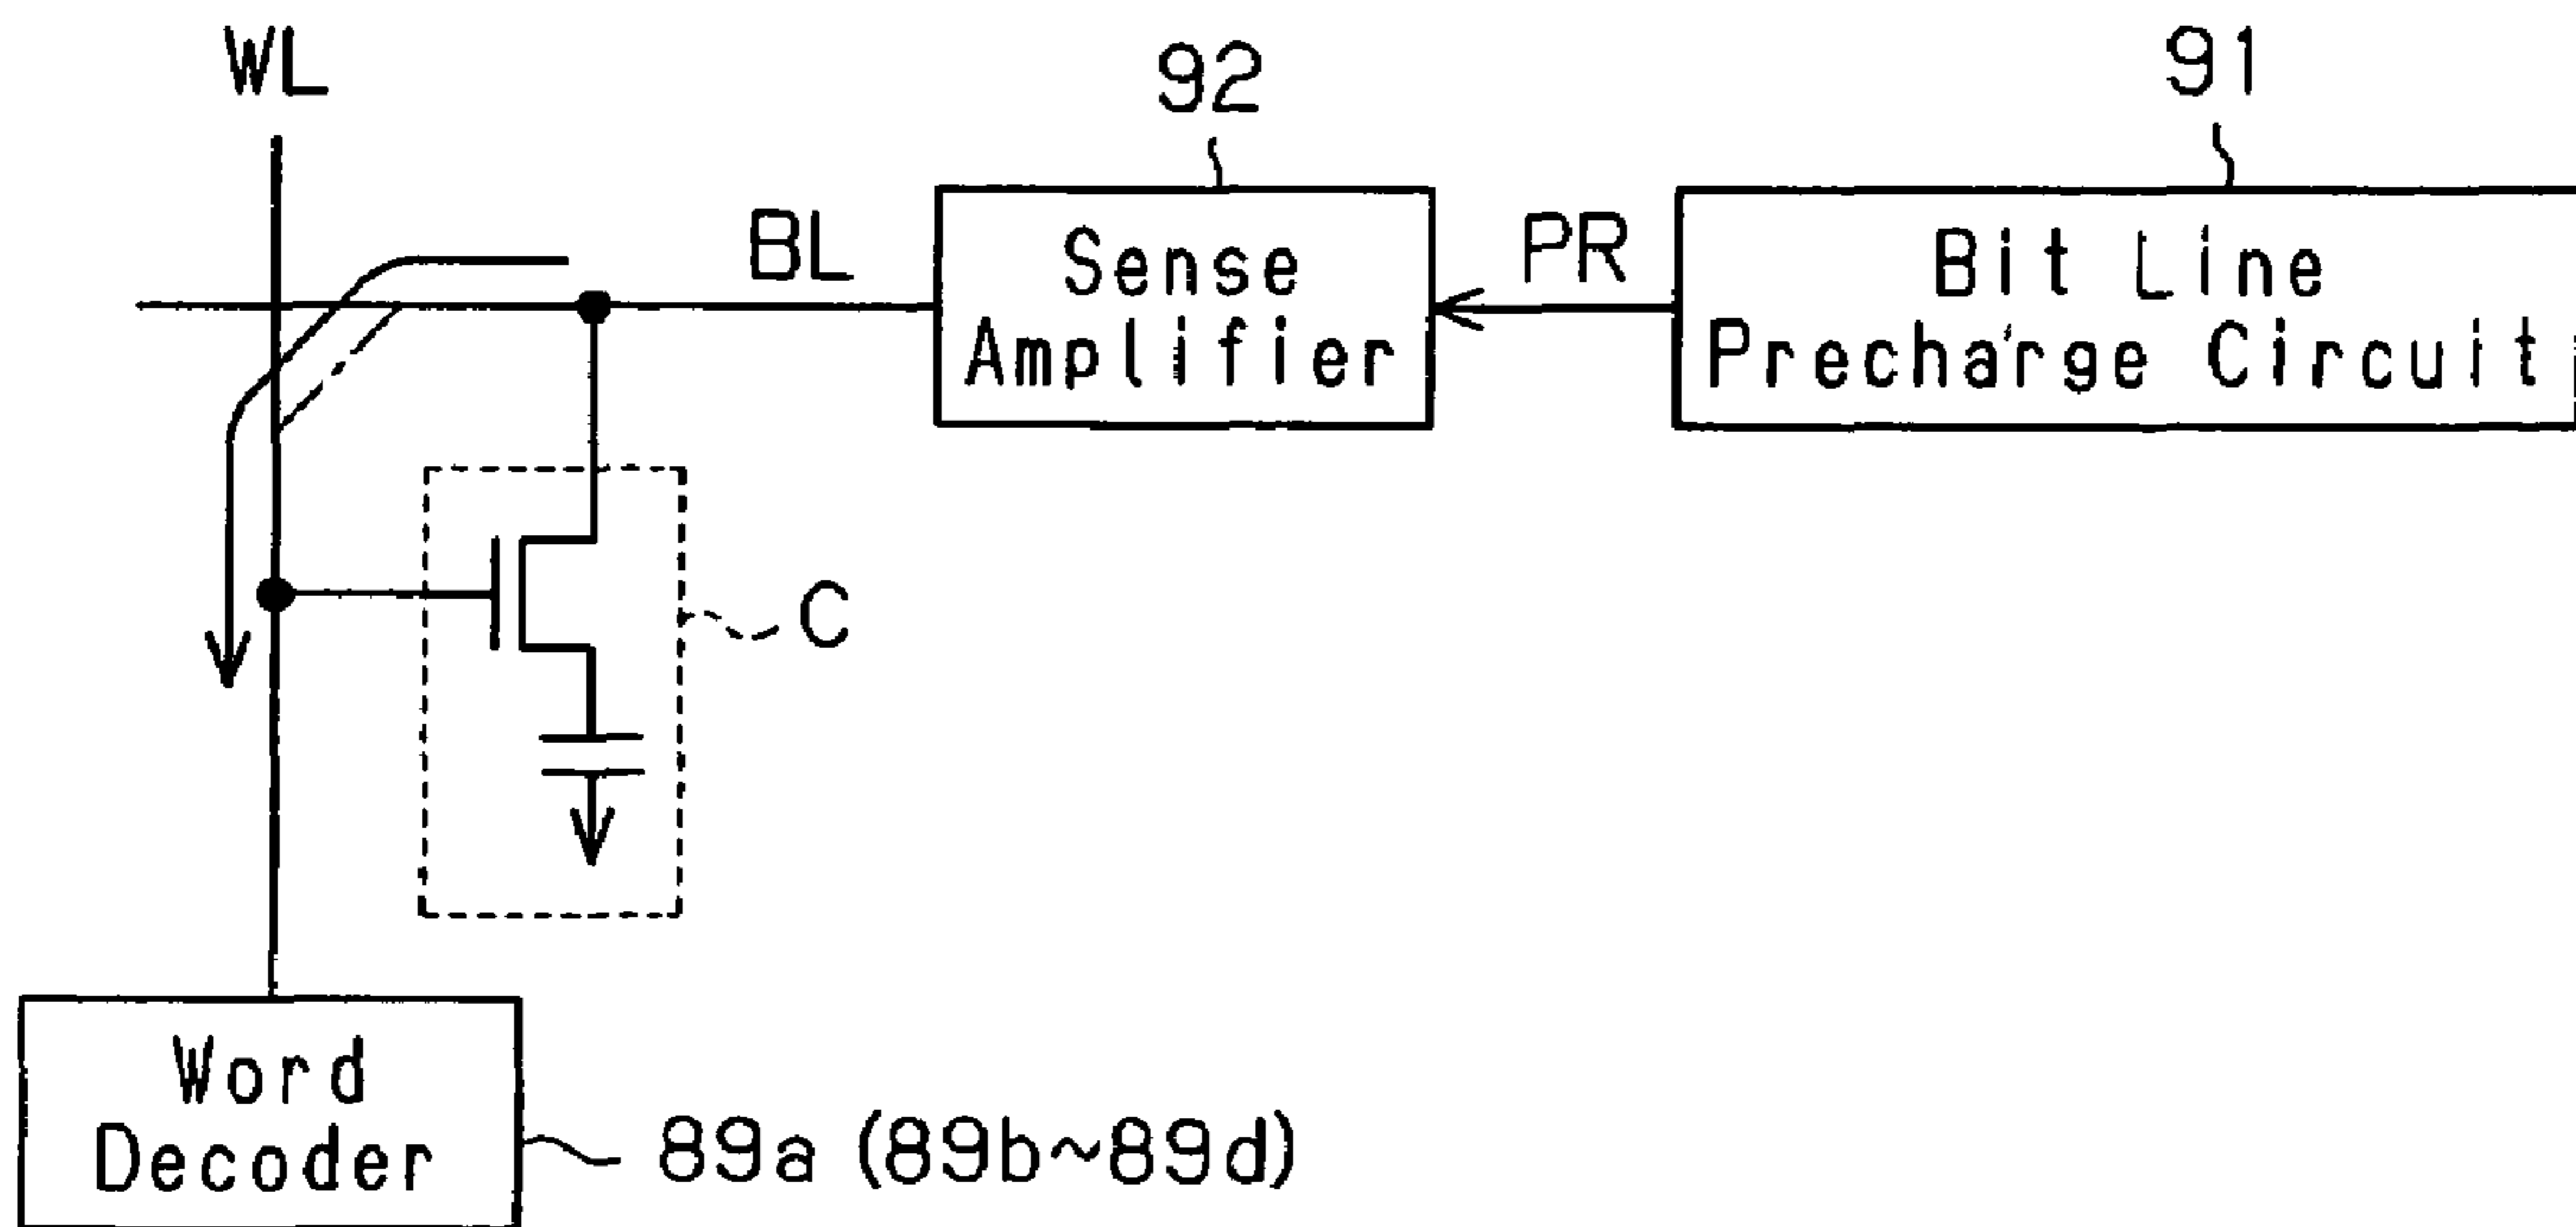 WL
92
91
BL
Sense
Amplifier
PR
Bit Line
Precharge Circuit
C
Word
Decoder
89a (89b~89d)